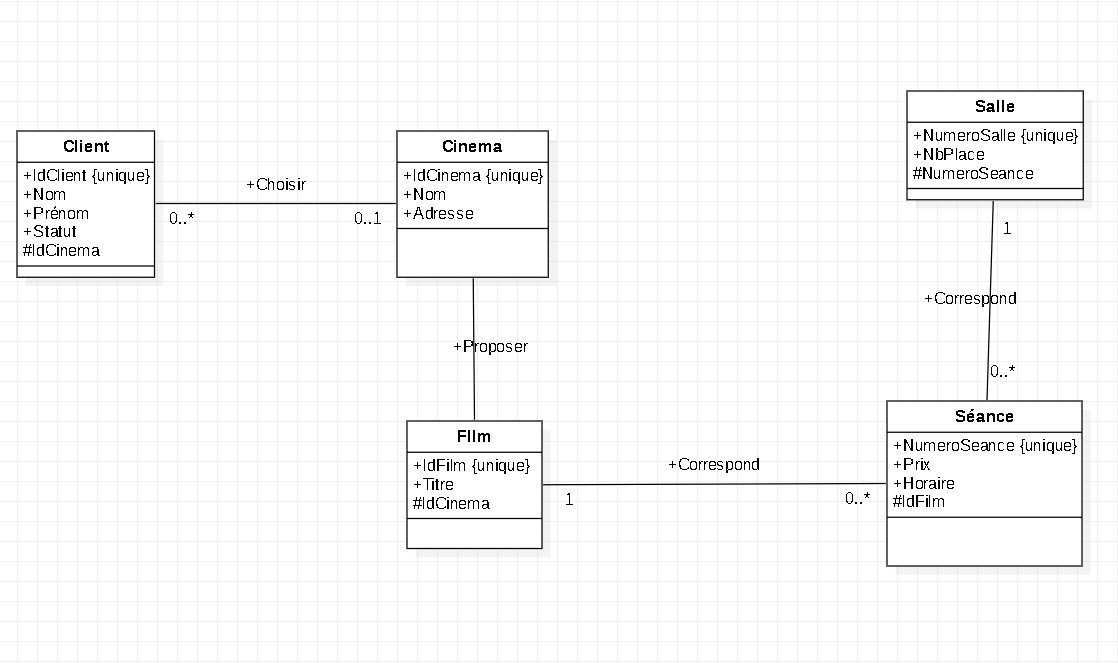 Client
+IdClient {unique}
+Nom
+Prénom
+Statut
#IdCinema
+Choisir
0..*
0..1
Cinema
+IdCinema {unique}
+Nom
+Adresse
+Proposer
FIlm
+IdFilm {unique}
+Titre
#IdCinema
+Correspond
1
0..*
Salle
+NumeroSalle {unique}
+NbPlace
#NumeroSeance
1
+Correspond
0..*
Séance
+NumeroSeance {unique}
+Prix
+Horaire
#IdFilm